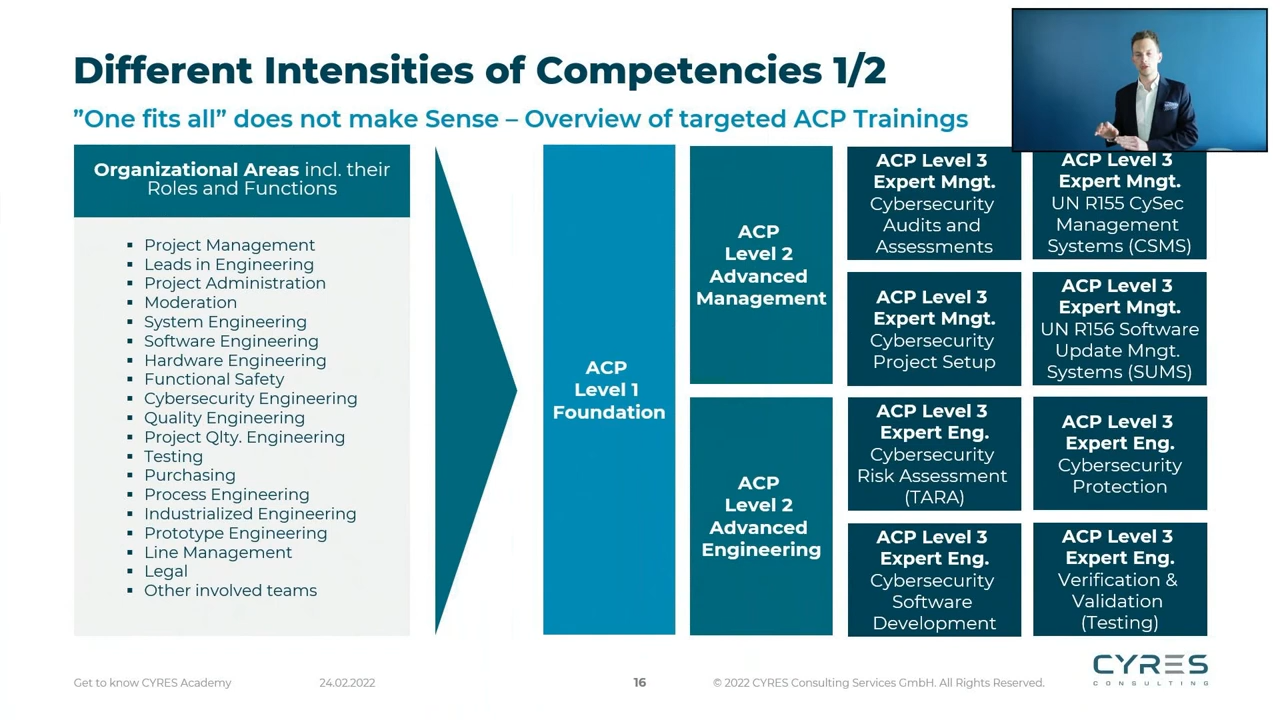 Different Intensities of Competencies 1/2
”One fits all” does not make Sense – Overview of targeted ACP Trainings
Organizational Areas incl. their
Roles and Functions
▪ Project Management
▪ Leads in Engineering
▪ Project Administration
▪ Moderation
▪ System Engineering
▪ Software Engineering
▪ Hardware Engineering
▪ Functional Safety
▪ Cybersecurity Engineering
▪ Quality Engineering
▪ Project Qlty. Engineering
▪ Testing
▪ Purchasing
▪ Process Engineering
▪ Industrialized Engineering
▪ Prototype Engineering
▪ Line Management
▪ Legal
▪ Other involved teams
ACP
Level 1
Foundation
ACP
Level 2
Advanced
Management
ACP
Level 2
Advanced
Engineering
ACP Level 3
Expert Mngt.
Cybersecurity
Audits and
Assessments
ACP Level 3
Expert Mngt.
UN R155 CySec
Management
Systems (CSMS)
ACP Level 3
Expert Mngt.
Cybersecurity
Project Setup
ACP Level 3
Expert Mngt.
UN R156 Software
Update Mngt.
Systems (SUMS)
ACP Level 3
Expert Eng.
Cybersecurity
Risk Assessment
(TARA)
ACP Level 3
Expert Eng.
Cybersecurity
Protection
ACP Level 3
Expert Eng.
Cybersecurity
Software
Development
ACP Level 3
Expert Eng.
Verification &
Validation
(Testing)
CYRES
CONSULTING
Get to know CYRES Academy
24.02.2022
16
© 2022 CYRES Consulting Services GmbH. All Rights Reserved.